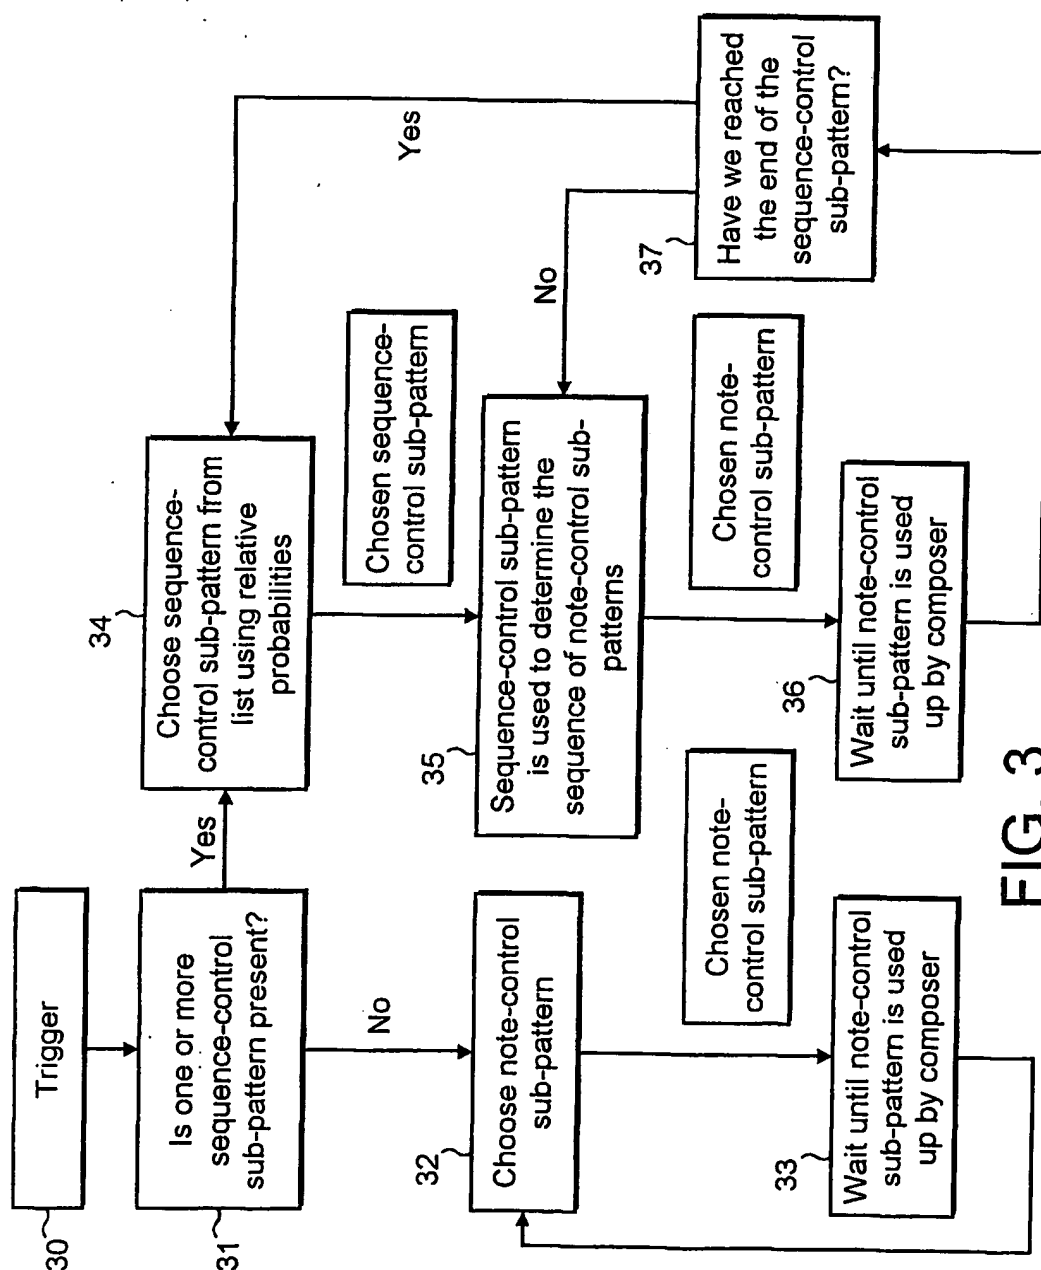 30
Trigger
31
Is one or more
sequence-control
sub-pattern present?
Yes
No
34
Choose sequence-
control sub-pattern from
list using relative
probabilities
Yes
Chosen sequence-
control sub-pattern
32
Choose note-control
sub-pattern
35
Sequence-control sub-pattern
is used to determine the
sequence of note-control sub-
patterns
No
37
Have we reached
the end of the
sequence-control
sub-pattern?
Chosen note-
control sub-pattern
Chosen note-
control sub-pattern
33
Wait until note-control
sub-pattern is used
up by composer
36
Wait until note-control
sub-pattern is used
up by composer
FIG. 3